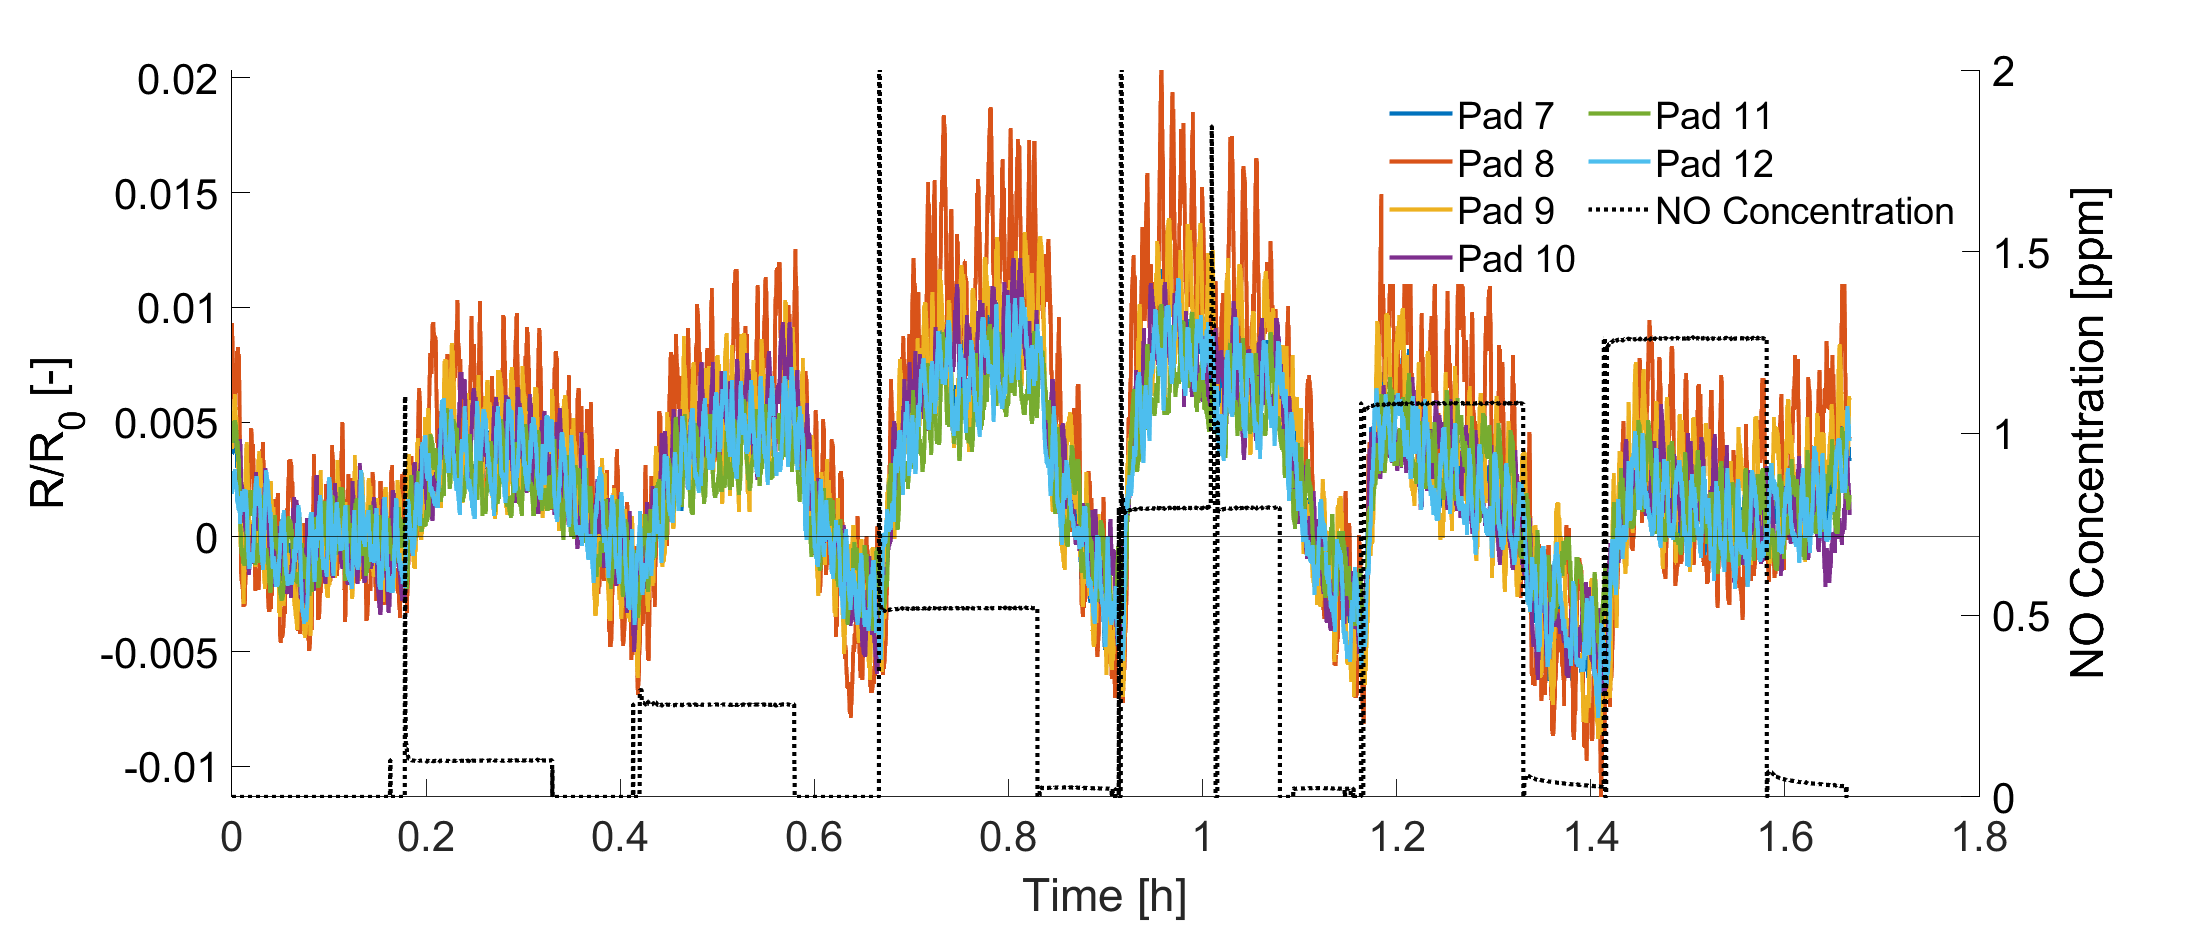 0.02
0.015
0.01
0.005
0
-0.005
-0.01
R/R0 [-]
2
1.5
1
0.5
0
NO Concentration [ppm]
Pad 7
Pad 8
Pad 9
Pad 10
Pad 11
Pad 12
NO Concentration
0 0.2 0.4 0.6 0.8 1 1.2 1.4 1.6 1.8
Time [h]